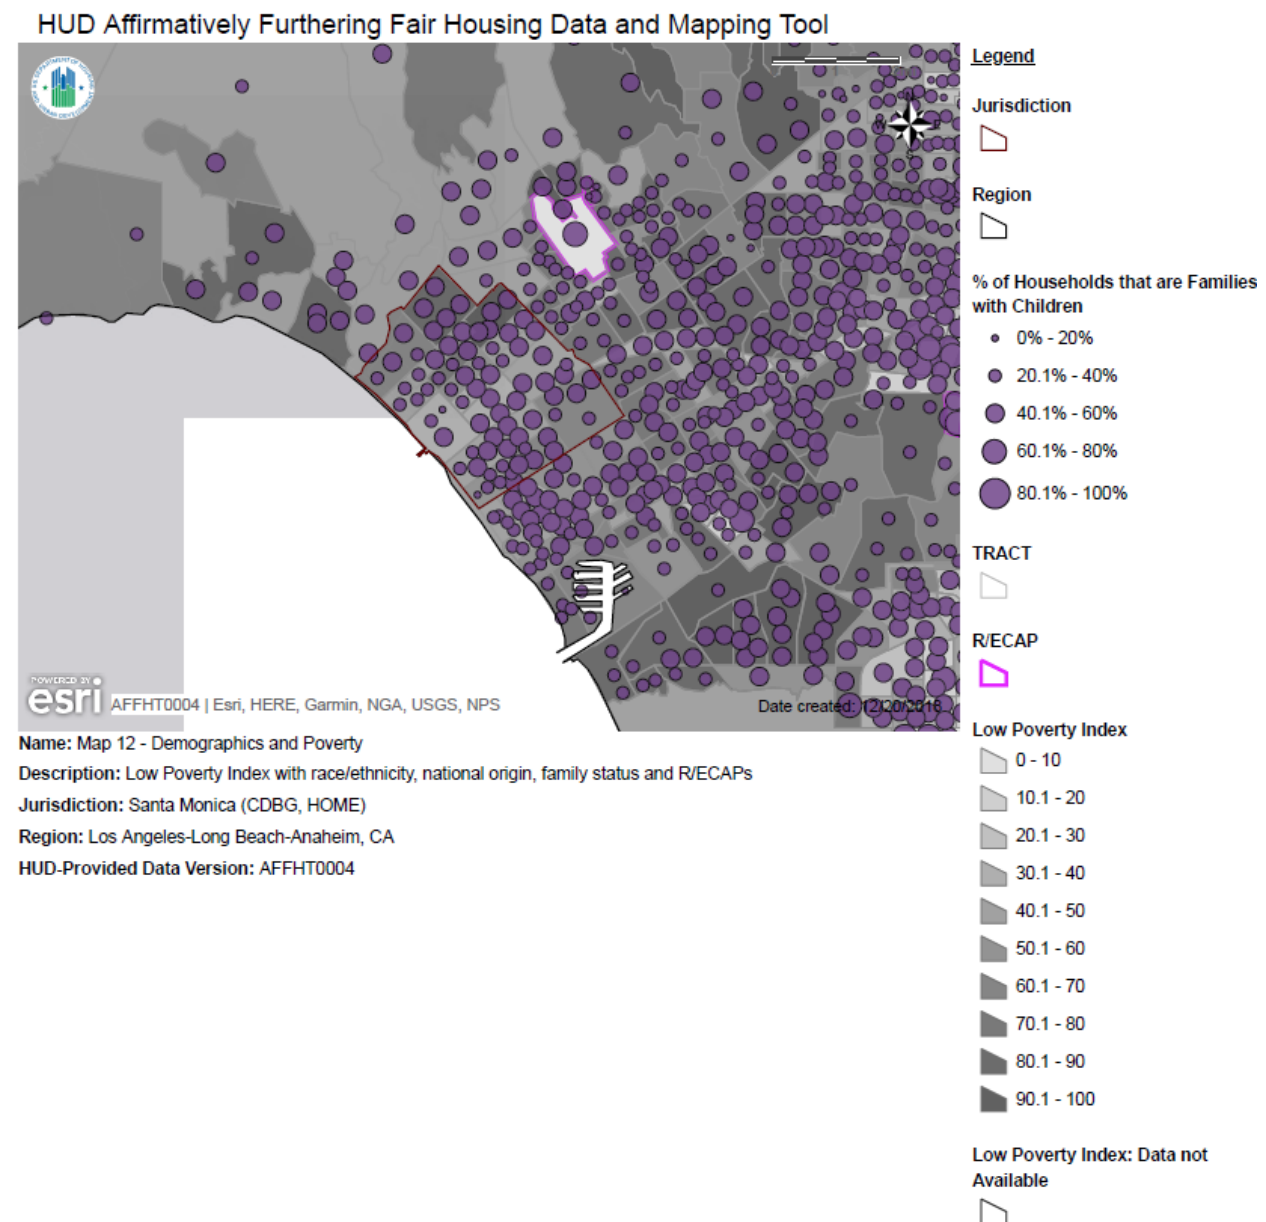 HUD Affirmatively Furthering Fair Housing Data and Mapping Tool
Legend
Jurisdiction
Region
% of Households that are Families
with Children
0% - 20%
20.1% - 40%
40.1% - 60%
60.1% - 80%
80.1% - 100%
TRACT
R/ECAP
Low Poverty Index
0 - 10
10.1 - 20
20.1 - 30
30.1 - 40
40.1 - 50
50.1 - 60
60.1 - 70
70.1 - 80
80.1 - 90
90.1 - 100
Low Poverty Index: Data not
Available
POWERED BY
esri
AFFHT0004 | Esri, HERE, Garmin, NGA, USGS, NPS
Date created: 12/20/2018
Name: Map 12 - Demographics and Poverty
Description: Low Poverty Index with race/ethnicity, national origin, family status and R/ECAPs
Jurisdiction: Santa Monica (CDBG, HOME)
Region: Los Angeles-Long Beach-Anaheim, CA
HUD-Provided Data Version: AFFHT0004